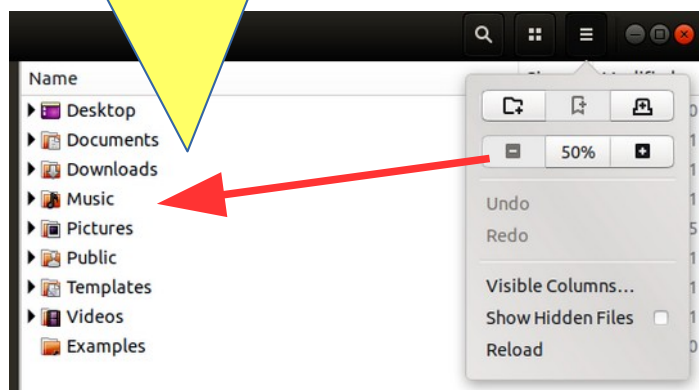 Name
Desktop
Documents
Downloads
Music
Pictures
Public
Templates
Videos
Examples
50%
Undo
Redo
Visible Columns...
Show Hidden Files
Reload